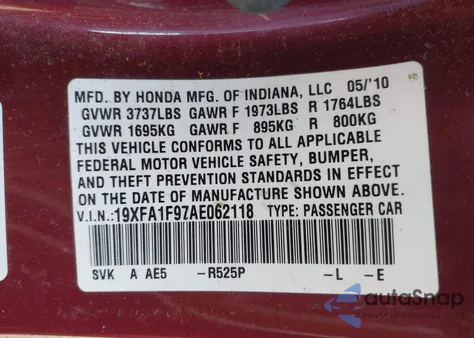 MFD. BY HONDA MFG. OF INDIANA, LLC 05/'10
GVWR 3737LBS GAWR F 1973LBS R 1764LBS
GVWR 1695KG GAWR F 895KG R 800KG
THIS VEHICLE CONFORMS TO ALL APPLICABLE
FEDERAL MOTOR VEHICLE SAFETY, BUMPER,
AND THEFT PREVENTION STANDARDS IN EFFECT
ON THE DATE OF MANUFACTURE SHOWN ABOVE.
V.I.N.: 19XFA1F97AE062118 TYPE: PASSENGER CAR
SVK A AE5 -R525P -L -E
autoSnap